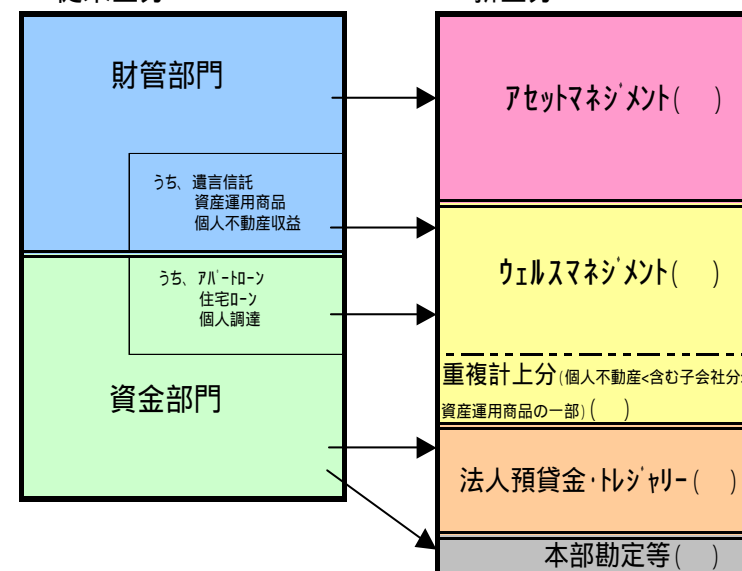 財管部門
うち、遺言信託
資産運用商品
個人不動産収益
うち、ｱﾊﾟｰﾄﾛｰﾝ
住宅ﾛｰﾝ
個人調達
資金部門
ｱｾｯﾄﾏﾈｼﾞﾒﾝﾄ( )
ｳｪﾙｽﾏﾈｼﾞﾒﾝﾄ( )
重複計上分(個人不動産<含む子会社分
資産運用商品の一部)( )
法人預貸金･ﾄﾚｼﾞｬﾘｰ( )
本部勘定等( )